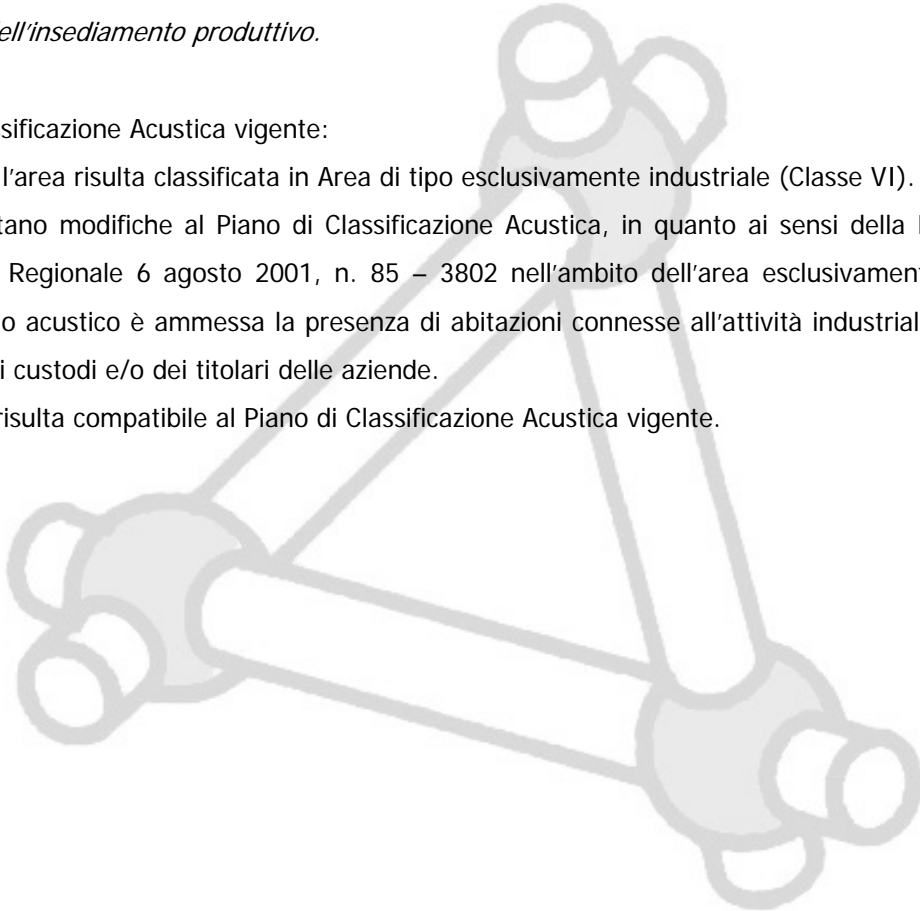 ell'insediamento produttivo.
sificazione Acustica vigente:
l'area risulta classificata in Area di tipo esclusivamente industriale (Classe VI).
tano modifiche al Piano di Classificazione Acustica, in quanto ai sensi della
Regionale 6 agosto 2001, n. 85 – 3802 nell'ambito dell'area esclusivament
o acustico è ammessa la presenza di abitazioni connesse all'attività industrial
i custodi e/o dei titolari delle aziende.
risulta compatibile al Piano di Classificazione Acustica vigente.